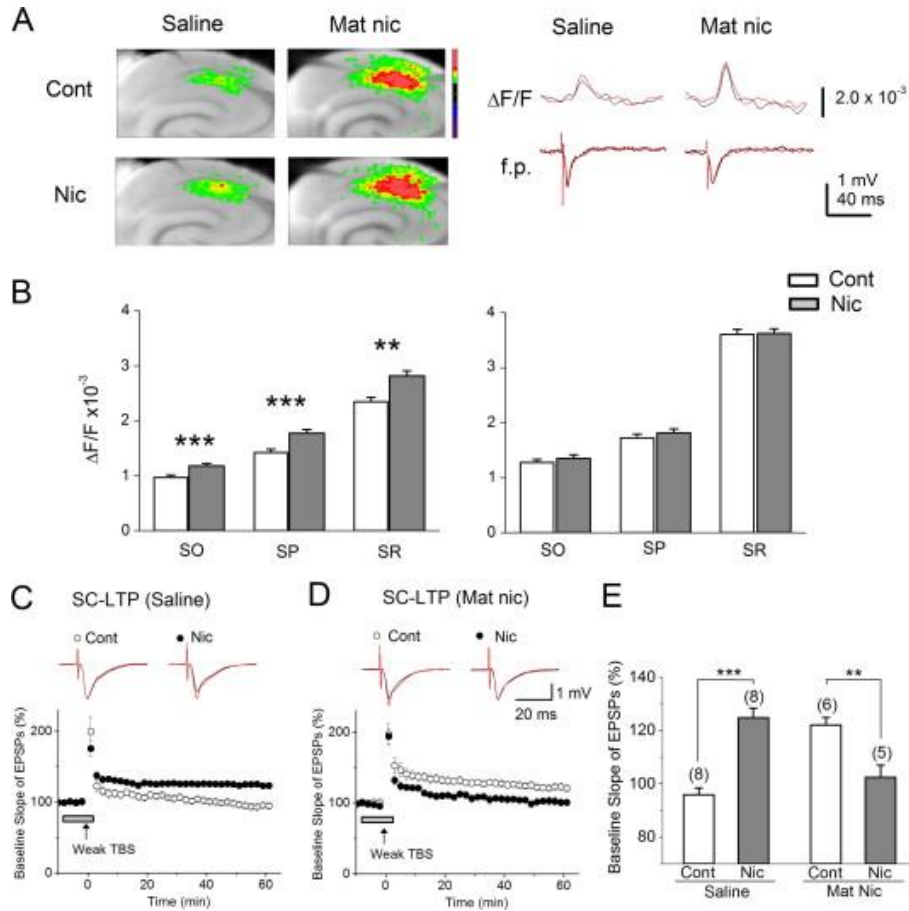 A
Saline
Mat nic
Saline
Mat nic
Cont
Nic
ΔF/F
2.0 x 10⁻³
f.p.
1 mV
40 ms
B
Cont
Nic
ΔF/F x10⁻³
4
3
2
1
0
***
***
**
SO
SP
SR
4
3
2
1
0
SO
SP
SR
C
SC-LTP (Saline)
Cont
Nic
Baseline Slope of EPSPs (%)
200
100
0
Weak TBS
0
20
40
60
Time (min)
D
SC-LTP (Mat nic)
Cont
Nic
1 mV
20 ms
Baseline Slope of EPSPs (%)
200
100
0
Weak TBS
0
20
40
60
Time (min)
E
Baseline Slope of EPSPs (%)
140
120
100
80
***
**
(8)
(8)
(6)
(5)
Cont
Nic
Cont
Nic
Saline
Mat Nic